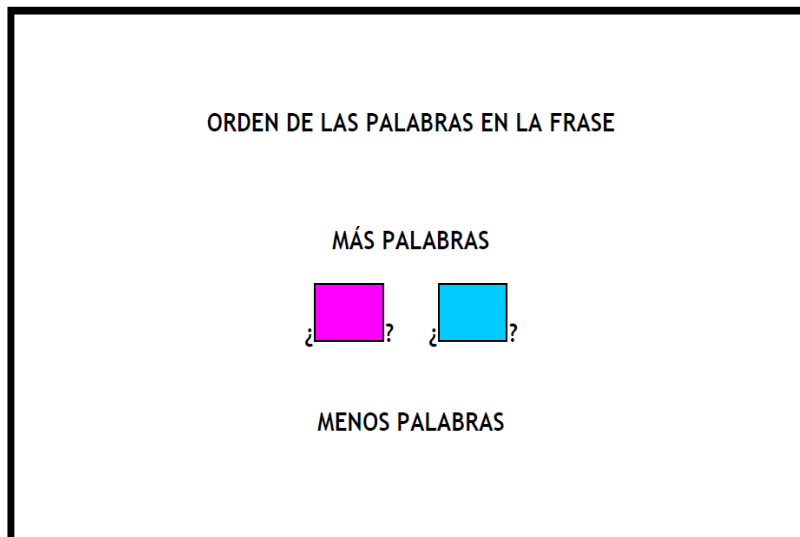 ORDEN DE LAS PALABRAS EN LA FRASE
MÁS PALABRAS
¿ ? ¿ ?
MENOS PALABRAS